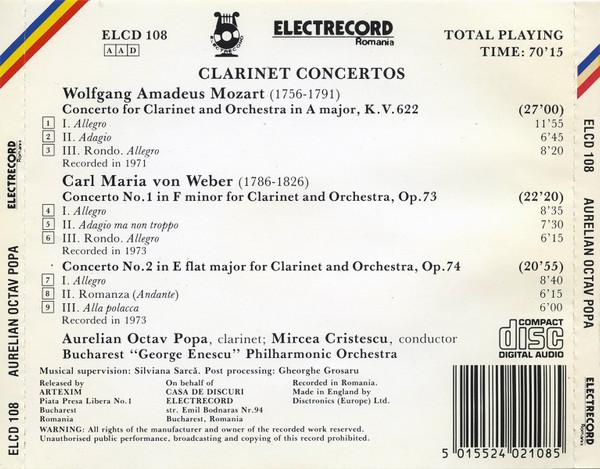 ELCD 108
AAD
ELECTRECORD
ELECTRECORD
Romania
TOTAL PLAYING
TIME: 70'15
CLARINET CONCERTOS
Wolfgang Amadeus Mozart (1756-1791)
Concerto for Clarinet and Orchestra in A major, K.V.622 (27'00)
1 I. Allegro 11'55
2 II. Adagio 6'45
3 III. Rondo. Allegro 8'20
Recorded in 1971
Carl Maria von Weber (1786-1826)
Concerto No.1 in F minor for Clarinet and Orchestra, Op.73 (22'20)
4 I. Allegro 8'35
5 II. Adagio ma non troppo 7'30
6 III. Rondo. Allegro 6'15
Recorded in 1973
Concerto No.2 in E flat major for Clarinet and Orchestra, Op.74 (20'55)
7 I. Allegro 8'40
8 II. Romanza (Andante) 6'15
9 III. Alla polacca 6'00
Recorded in 1973
Aurelian Octav Popa, clarinet; Mircea Cristescu, conductor
Bucharest "George Enescu" Philharmonic Orchestra
COMPACT
disc
DIGITAL AUDIO
Musical supervision: Silviana Sarcă. Post processing: Gheorghe Grosaru
Released by
ARTEXIM
Piata Presa Libera No.1
Bucharest
Romania
On behalf of
CASA DE DISCURI
ELECTRECORD
str. Emil Bodnaras Nr.94
Bucharest, Romania
Recorded in Romania.
Made in England by
Disctronics (Europe) Ltd.
WARNING: All rights of the manufacturer and owner of the recorded work reserved.
Unauthorised public performance, broadcasting and copying of this record prohibited.
5 015524 021085
ELCD 108 AURELIAN OCTAV POPA ELECTRECORD
Romania
ELCD 108 AURELIAN OCTAV POPA ELECTRECORD
Romania